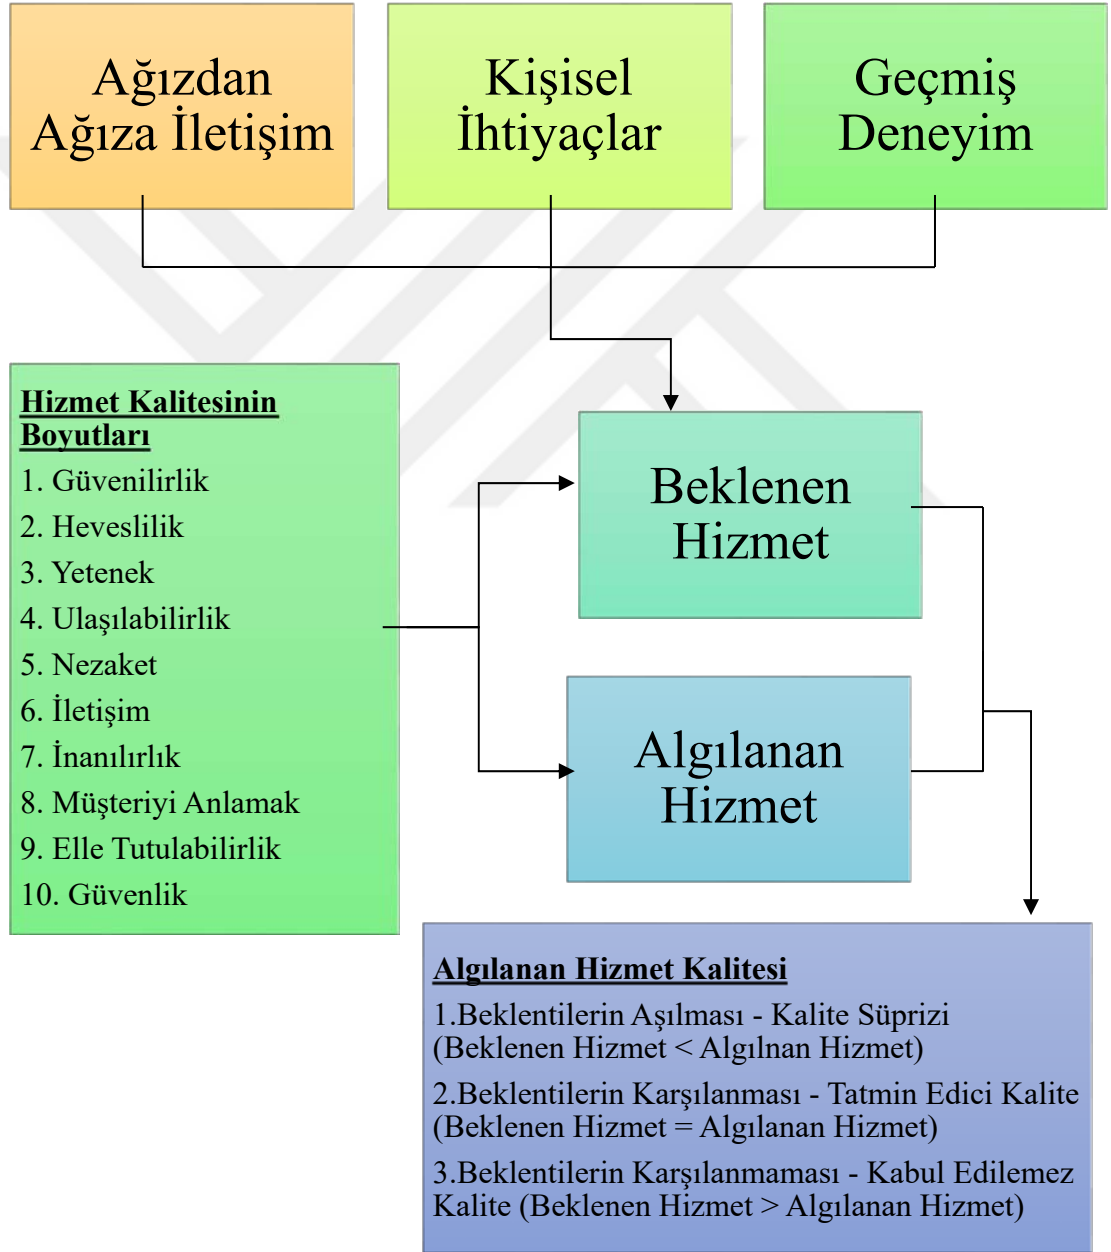 Ağızdan
Ağıza İletişim
Kişisel
İhtiyaçlar
Geçmiş
Deneyim
Hizmet Kalitesinin
Boyutları
1. Güvenilirlik
2. Heveslilik
3. Yetenek
4. Ulaşılabilirlik
5. Nezaket
6. İletişim
7. İnanılırlık
8. Müşteriyi Anlamak
9. Elle Tutulabilirlik
10. Güvenlik
Beklenen
Hizmet
Algılanan
Hizmet
Algılanan Hizmet Kalitesi
1.Beklentilerin Aşılması - Kalite Süprizi
(Beklenen Hizmet < Algılnan Hizmet)
2.Beklentilerin Karşılanması - Tatmin Edici Kalite
(Beklenen Hizmet = Algılanan Hizmet)
3.Beklentilerin Karşılanmaması - Kabul Edilemez
Kalite (Beklenen Hizmet > Algılanan Hizmet)